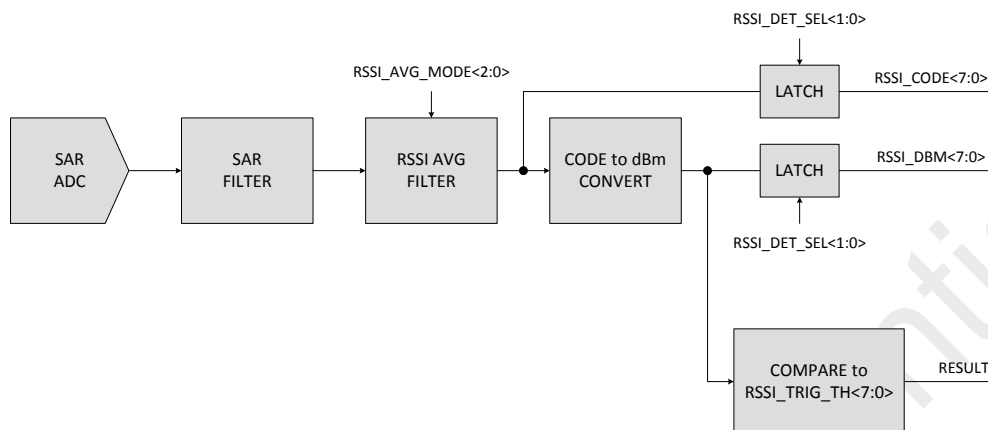 RSSI_DET_SEL<1:0>
RSSI_AVG_MODE<2:0>
LATCH
RSSI_CODE<7:0>
SAR
ADC
SAR
FILTER
RSSI AVG
FILTER
CODE to dBm
CONVERT
LATCH
RSSI_DBM<7:0>
RSSI_DET_SEL<1:0>
COMPARE to
RSSI_TRIG_TH<7:0>
RESULT